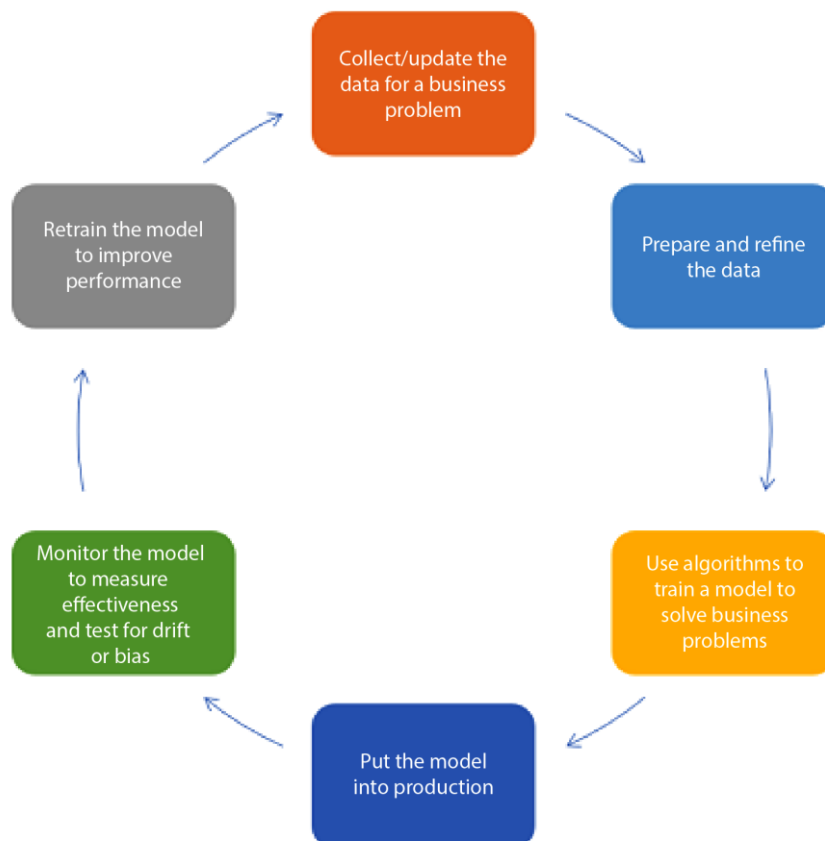 Collect/update the
data for a business
problem
Prepare and refine
the data
Use algorithms to
train a model to
solve business
problems
Put the model
into production
Monitor the model
to measure
effectiveness
and test for drift
or bias
Retrain the model
to improve
performance